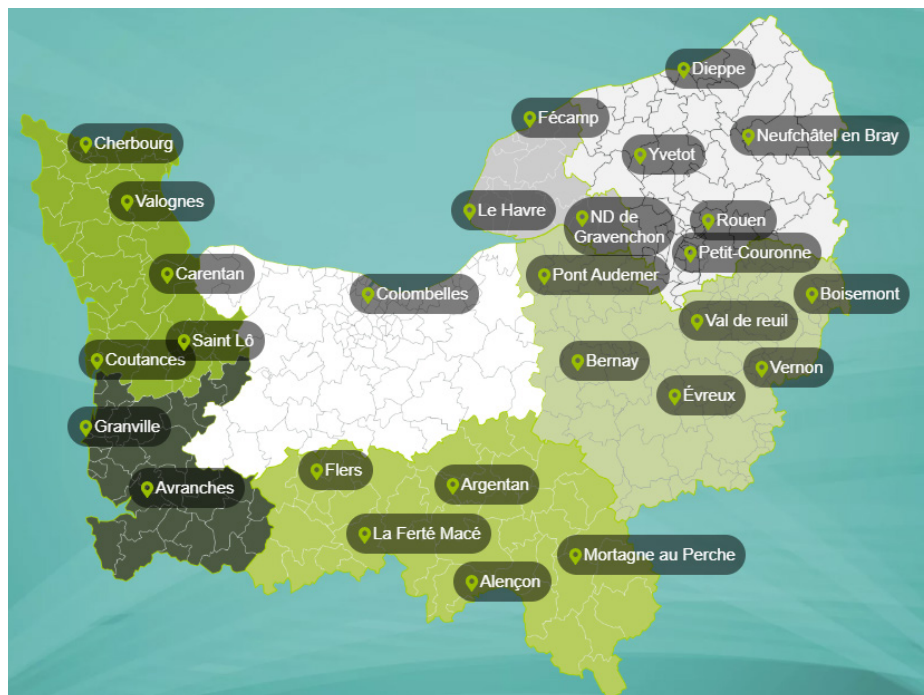 Dieppe
Fécamp
Neufchâtel en Bray
Cherbourg
Yvetot
Valognes
Le Havre
ND de
Gravenchon
Rouen
Petit-Couronne
Carentan
Pont Audemer
Colombelles
Boisemont
Val de reuil
Saint Lô
Coutances
Bernay
Vernon
Évreux
Granville
Flers
Argentan
Avranches
La Ferté Macé
Mortagne au Perche
Alençon